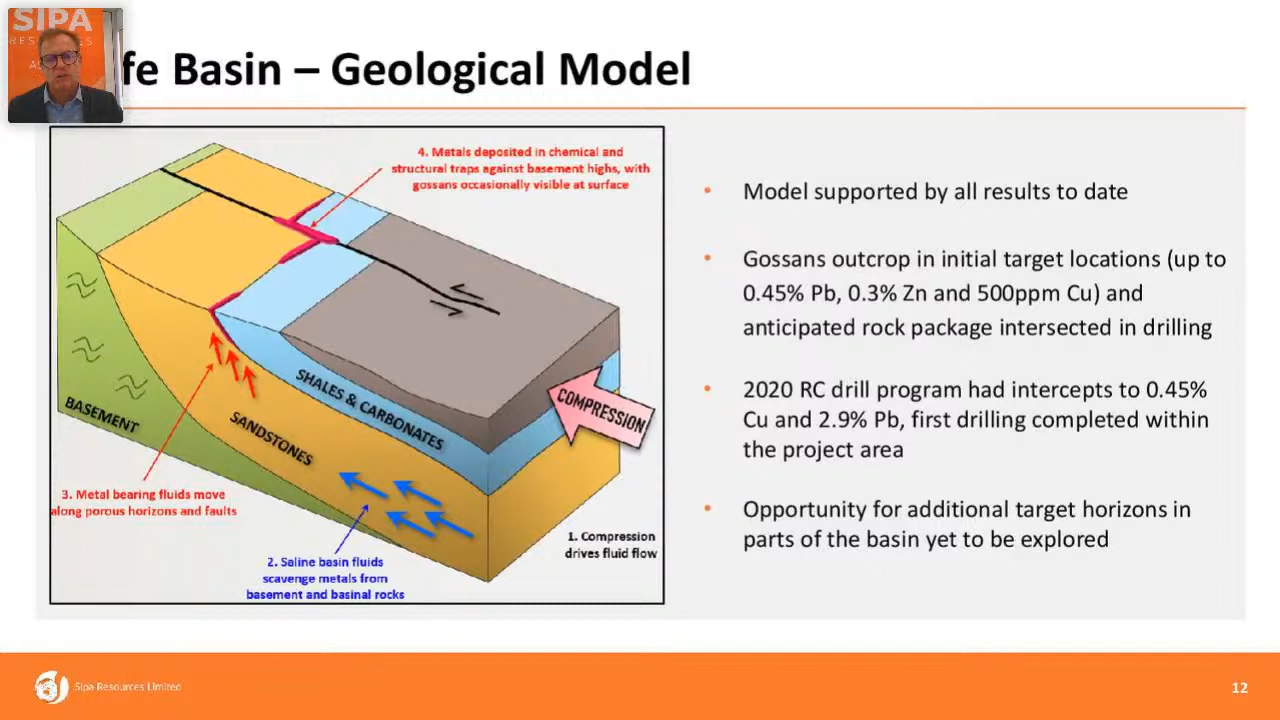 SIPA
RESOURCES
fe Basin – Geological Model
4. Metals deposited in chemical and
structural traps against basement highs, with
gossans occasionally visible at surface
SHALES & CARBONATES
COMPRESSION
BASEMENT
SANDSTONES
3. Metal bearing fluids move
along porous horizons and faults
1. Compression
drives fluid flow
2. Saline basin fluids
scavenge metals from
basement and basinal rocks
• Model supported by all results to date
• Gossans outcrop in initial target locations (up to
0.45% Pb, 0.3% Zn and 500ppm Cu) and
anticipated rock package intersected in drilling
• 2020 RC drill program had intercepts to 0.45%
Cu and 2.9% Pb, first drilling completed within
the project area
• Opportunity for additional target horizons in
parts of the basin yet to be explored
Sipa Resources Limited
12